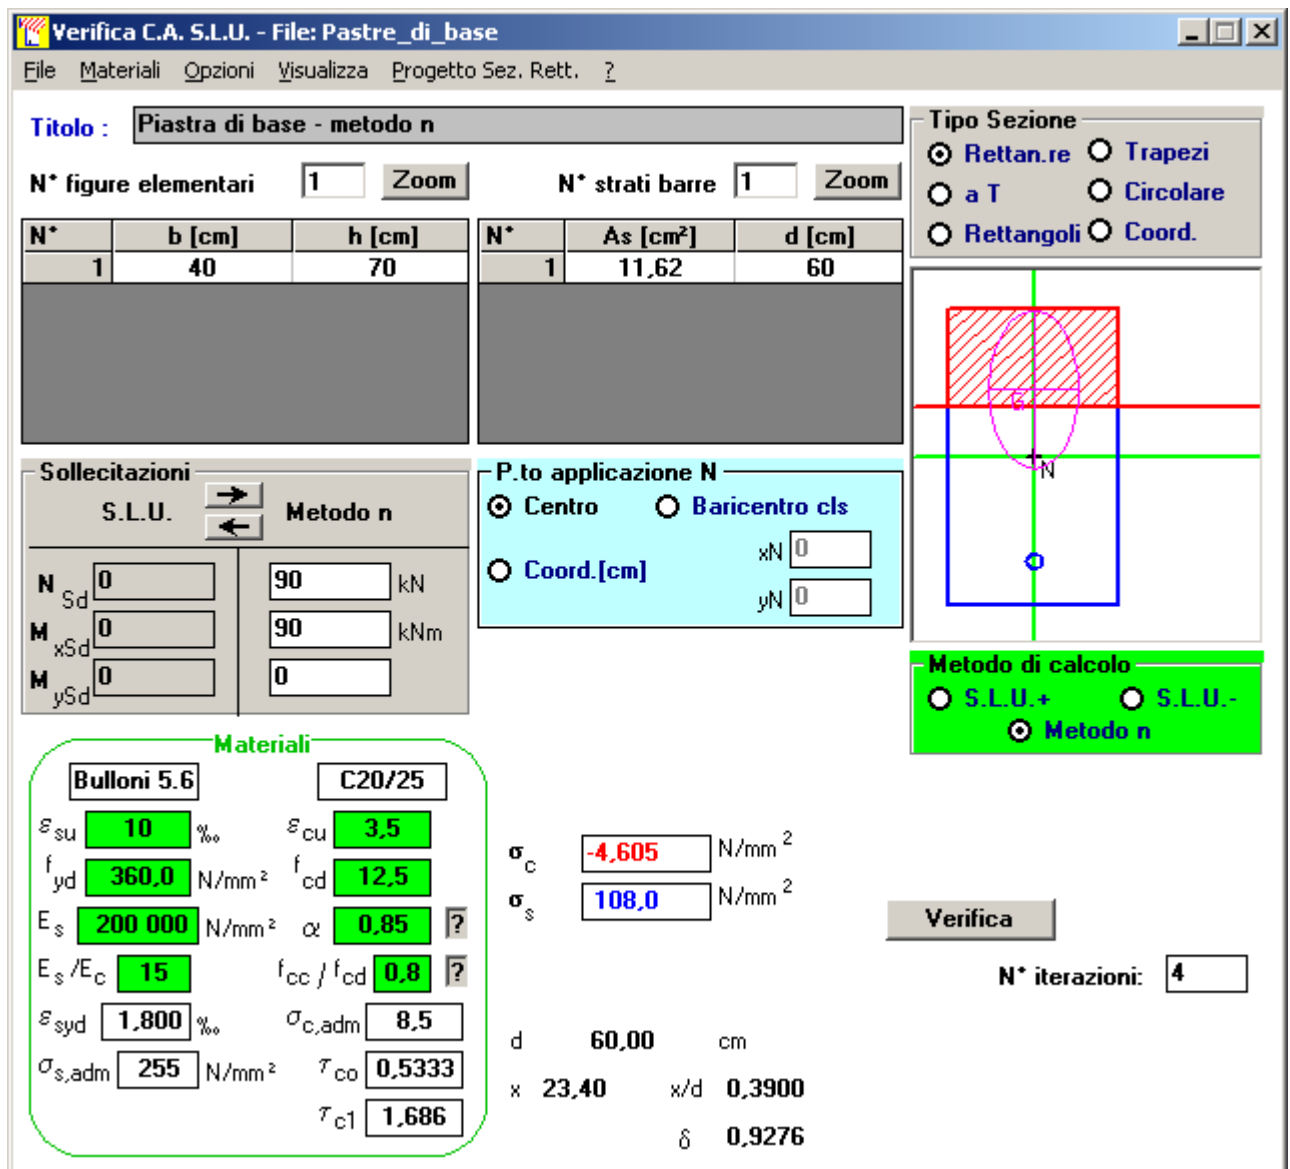 Verifica C.A. S.L.U. - File: Pastre_di_base
File Materiali Opzioni Visualizza Progetto Sez. Rett. ?
Titolo : Piastra di base - metodo n
N* figure elementari 1 Zoom
N* strati barre 1 Zoom
N* b [cm] h [cm]
1 40 70
N* As [cm²] d [cm]
1 11,62 60
Tipo Sezione
Rettan.re Trapezi
a T Circolare
Rettangoli Coord.
G
N
Sollecitazioni
S.L.U. Metodo n
N Sd 0 90 kN
M xSd 0 90 kNm
M ySd 0 0
P.to applicazione N
Centro Baricentro cls
Coord.[cm] xN 0
yN 0
Metodo di calcolo
S.L.U.+ S.L.U.-
Metodo n
Materiali
Bulloni 5.6 C20/25
εsu 10 ‰ εcu 3,5
fyd 360,0 N/mm² fcd 12,5
Es 200 000 N/mm² α 0,85 ?
Es/Ec 15 fcc / fcd 0,8 ?
εsyd 1,800 ‰ σc,adm 8,5
σs,adm 255 N/mm² τco 0,5333
τc1 1,686
σc -4,605 N/mm²
σs 108,0 N/mm²
Verifica
N* iterazioni: 4
d 60,00 cm
x 23,40 x/d 0,3900
δ 0,9276